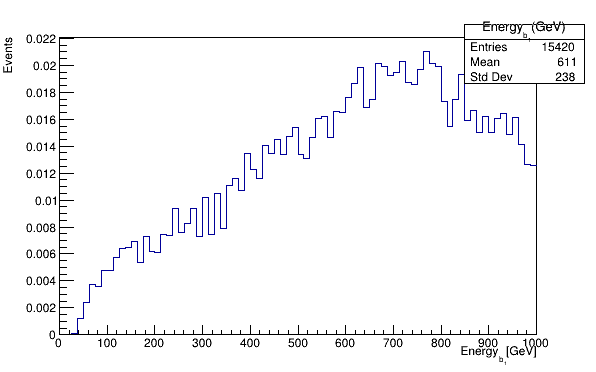 Energy_b1(GeV)
Entries 15420
Mean 611
Std Dev 238
Events
0.022
0.02
0.018
0.016
0.014
0.012
0.01
0.008
0.006
0.004
0.002
0
0 100 200 300 400 500 600 700 800 900 1000
Energy_b1[GeV]